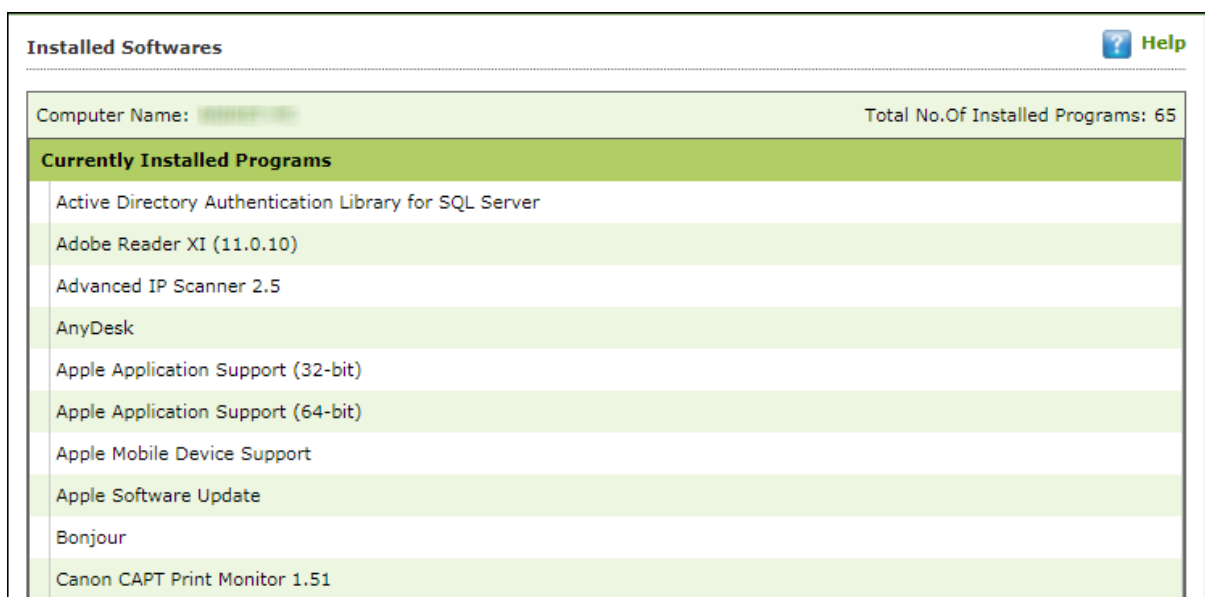 Installed Softwares
Help
Computer Name:
Total No.Of Installed Programs: 65
Currently Installed Programs
Active Directory Authentication Library for SQL Server
Adobe Reader XI (11.0.10)
Advanced IP Scanner 2.5
AnyDesk
Apple Application Support (32-bit)
Apple Application Support (64-bit)
Apple Mobile Device Support
Apple Software Update
Bonjour
Canon CAPT Print Monitor 1.51